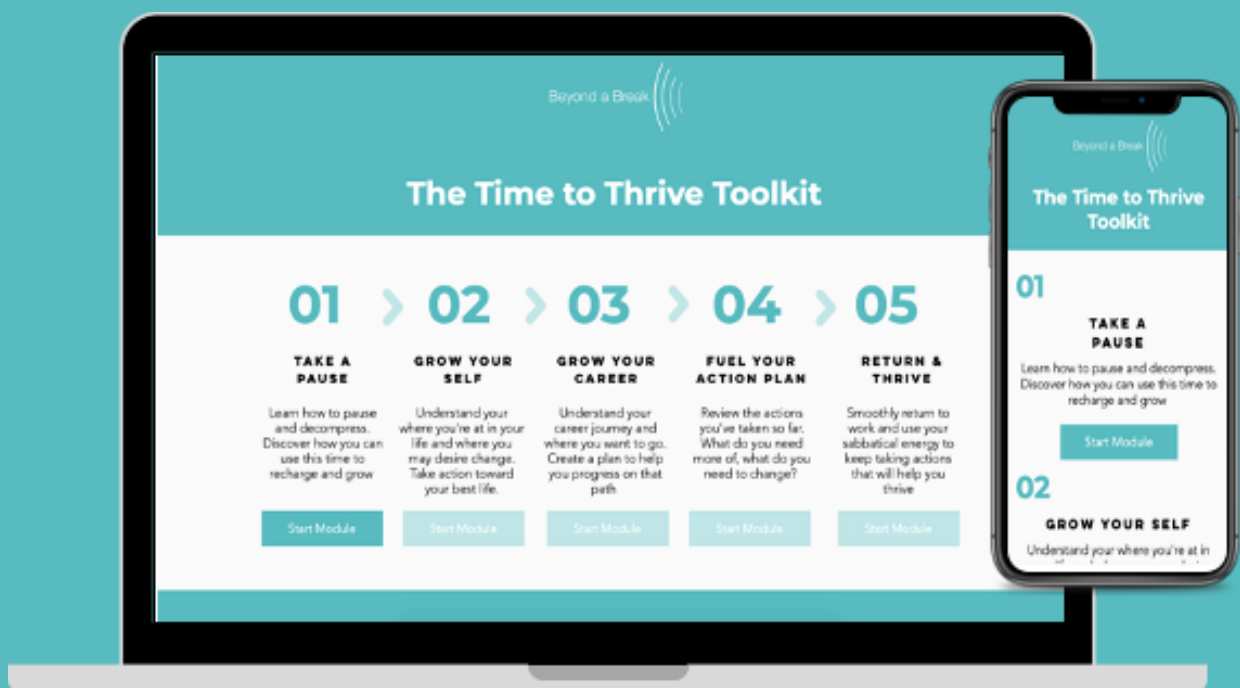 Beyond a Break
The Time to Thrive Toolkit
01
TAKE A
PAUSE
Learn how to pause
and decompress.
Discover how you can
use this time to
recharge and grow
Start Module
02
GROW YOUR
SELF
Understand your
where you're at in your
life and where you
may desire change.
Take action toward
your best life.
Start Module
03
GROW YOUR
CAREER
Understand your
career journey and
where you want to go.
Create a plan to help
you progress on that
path
Start Module
04
FUEL YOUR
ACTION PLAN
Review the actions
you've taken so far.
What do you need
more of, what do you
need to change?
Start Module
05
RETURN &
THRIVE
Smoothly return to
work and use your
sabbatical energy to
keep taking actions
that will help you
thrive
Start Module
Beyond a Break
The Time to Thrive
Toolkit
01
TAKE A
PAUSE
Learn how to pause and decompress.
Discover how you can use this time to
recharge and grow
Start Module
02
GROW YOUR SELF
Understand your where you're at in